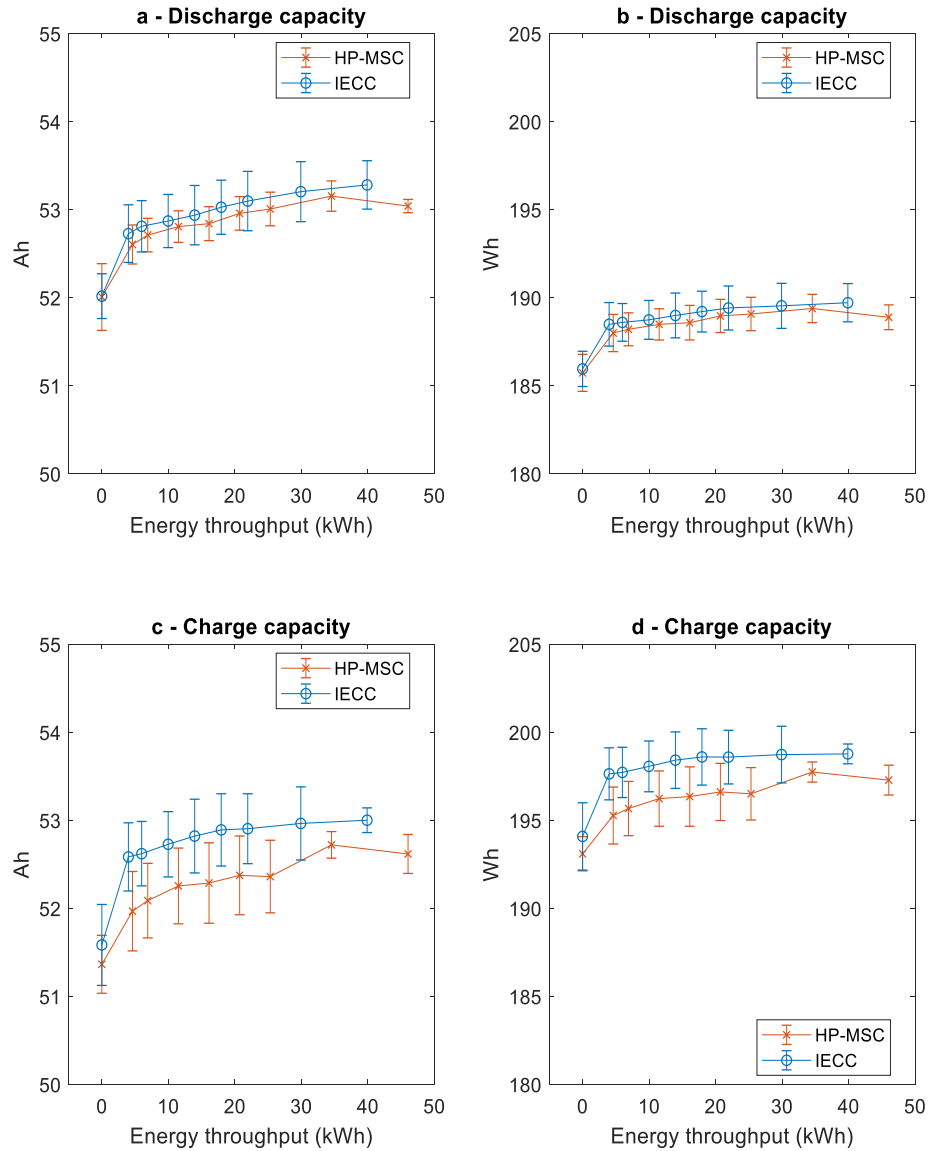 a - Discharge capacity
55
54
53
52
51
50
Ah
0 10 20 30 40 50
Energy throughput (kWh)
HP-MSC
IECC
b - Discharge capacity
205
200
195
190
185
180
Wh
0 10 20 30 40 50
Energy throughput (kWh)
HP-MSC
IECC
c - Charge capacity
55
54
53
52
51
50
Ah
0 10 20 30 40 50
Energy throughput (kWh)
HP-MSC
IECC
d - Charge capacity
205
200
195
190
185
180
Wh
0 10 20 30 40 50
Energy throughput (kWh)
HP-MSC
IECC